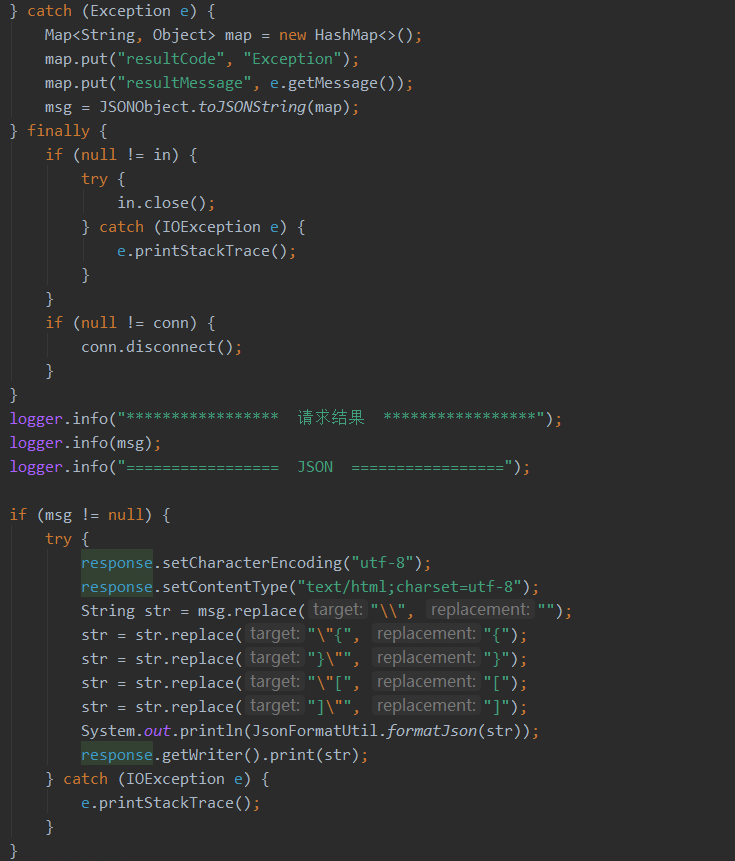 } catch (Exception e) {
    Map<String, Object> map = new HashMap<>();
    map.put("resultCode", "Exception");
    map.put("resultMessage", e.getMessage());
    msg = JSONObject.toJSONString(map);
} finally {
    if (null != in) {
        try {
            in.close();
        } catch (IOException e) {
            e.printStackTrace();
        }
    }
    if (null != conn) {
        conn.disconnect();
    }
}
logger.info("*****************  请求结果  *****************");
logger.info(msg);
logger.info("=================  JSON  =================");

if (msg != null) {
    try {
        response.setCharacterEncoding("utf-8");
        response.setContentType("text/html;charset=utf-8");
        String str = msg.replace( target: "\\", replacement: "");
        str = str.replace( target: "\"{", replacement: "{");
        str = str.replace( target: "}\"", replacement: "}");
        str = str.replace( target: "\"[", replacement: "[");
        str = str.replace( target: "]\"", replacement: "]");
        System.out.println(JsonFormatUtil.formatJson(str));
        response.getWriter().print(str);
    } catch (IOException e) {
        e.printStackTrace();
    }
}